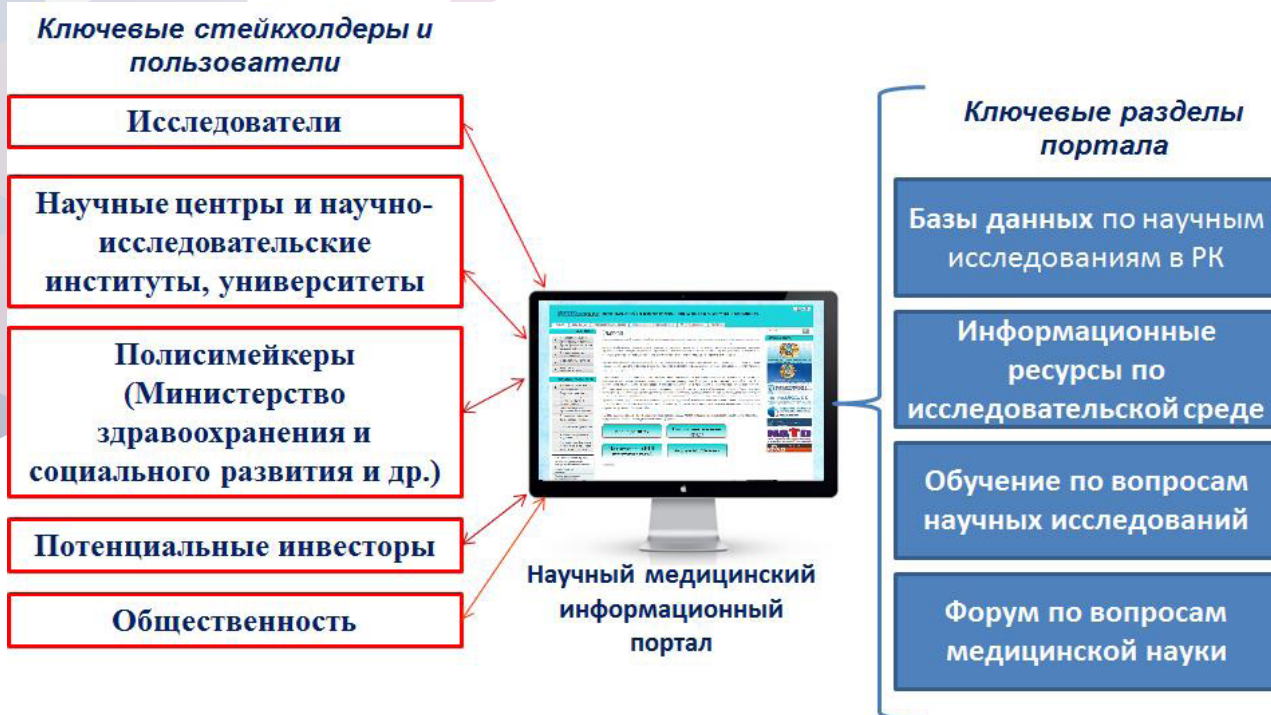 Ключевые стейкхолдеры и
пользователи
Исследователи
Научные центры и научно-
исследовательские
институты, университеты
Полисимейкеры
(Министерство
здравоохранения и
социального развития и др.)
Потенциальные инвесторы
Общественность
Научный медицинский
информационный
портал
Ключевые разделы
портала
Базы данных по научным
исследованиям в РК
Информационные
ресурсы по
исследовательской среде
Обучение по вопросам
научных исследований
Форум по вопросам
медицинской науки